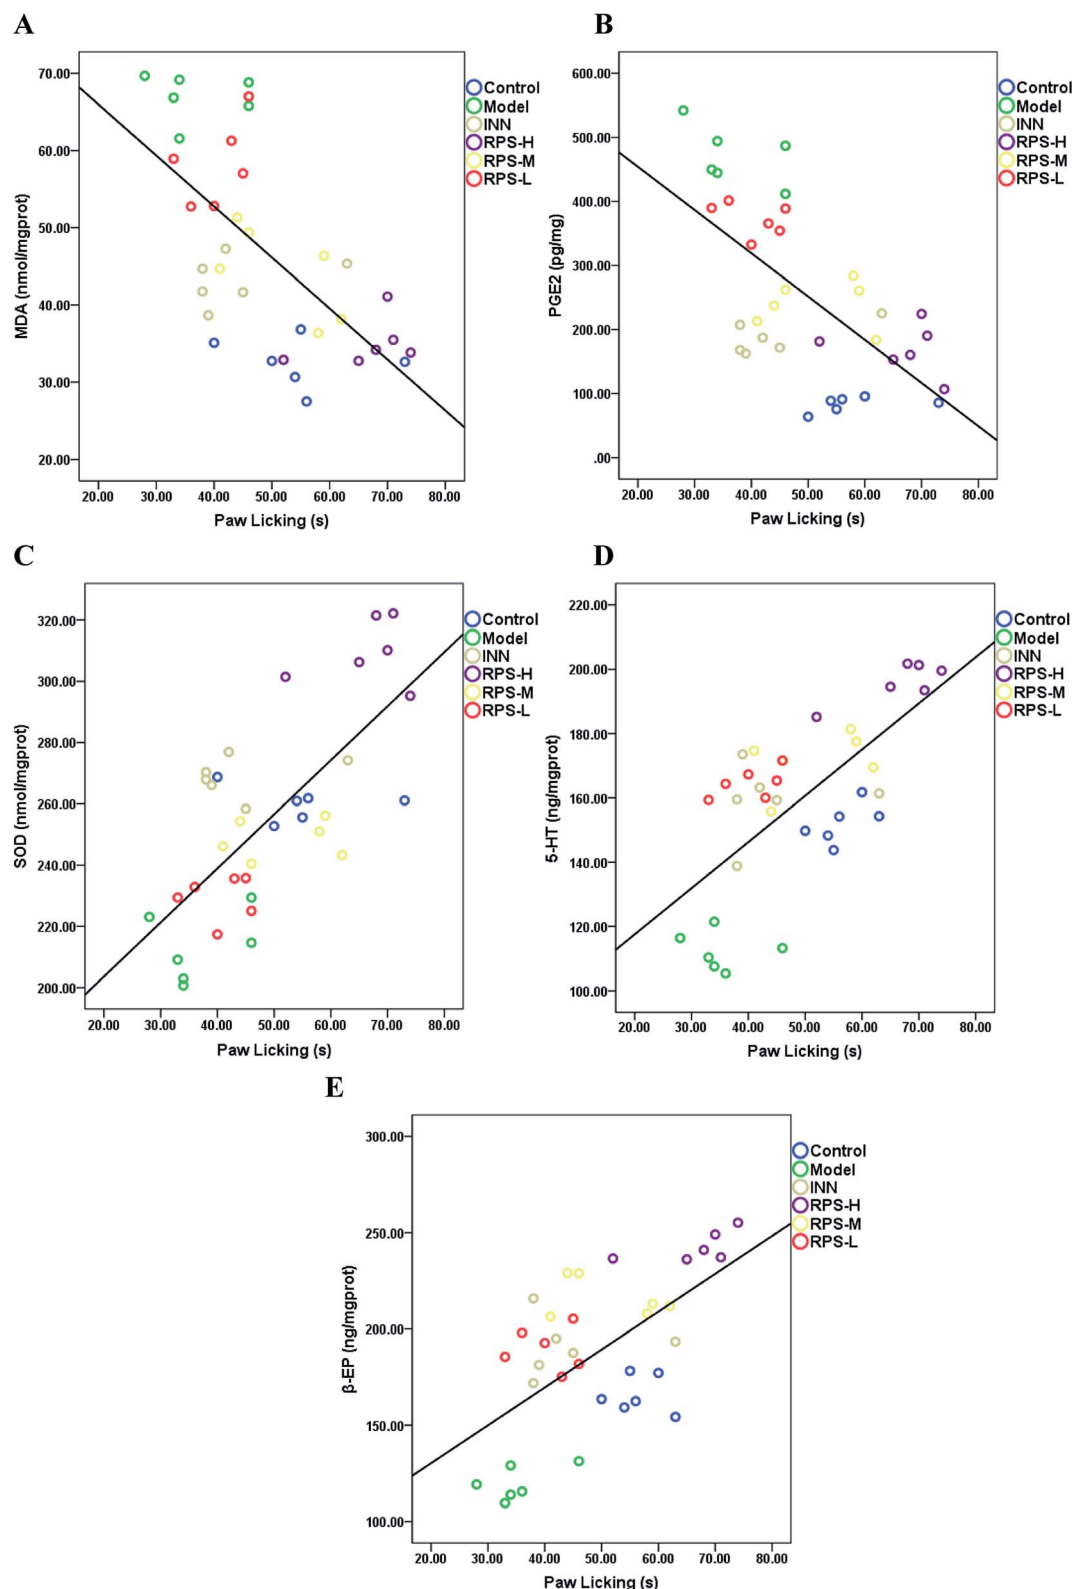 A
70.00
60.00
50.00
40.00
30.00
20.00
MDA (nmol/mgprot)
20.00 30.00 40.00 50.00 60.00 70.00 80.00
Paw Licking (s)
Control
Model
INN
RPS-H
RPS-M
RPS-L
B
600.00
500.00
400.00
300.00
200.00
100.00
.00
PGE2 (pg/mg)
20.00 30.00 40.00 50.00 60.00 70.00 80.00
Paw Licking (s)
Control
Model
INN
RPS-H
RPS-M
RPS-L
C
320.00
300.00
280.00
260.00
240.00
220.00
200.00
SOD (nmol/mgprot)
20.00 30.00 40.00 50.00 60.00 70.00 80.00
Paw Licking (s)
Control
Model
INN
RPS-H
RPS-M
RPS-L
D
220.00
200.00
180.00
160.00
140.00
120.00
100.00
5-HT (ng/mgprot)
20.00 30.00 40.00 50.00 60.00 70.00 80.00
Paw Licking (s)
Control
Model
INN
RPS-H
RPS-M
RPS-L
E
300.00
250.00
200.00
150.00
100.00
β-EP (ng/mgprot)
20.00 30.00 40.00 50.00 60.00 70.00 80.00
Paw Licking (s)
Control
Model
INN
RPS-H
RPS-M
RPS-L